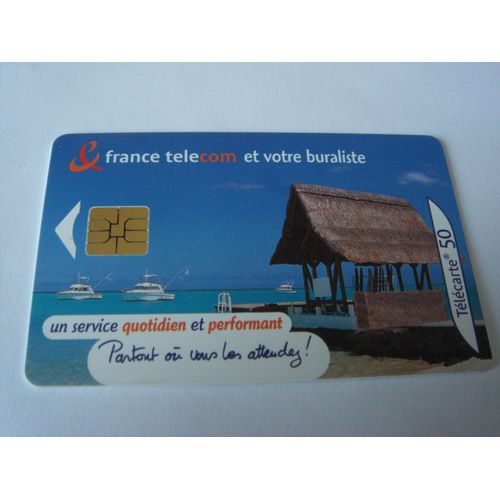 france telecom et votre buraliste
Télécarte® 50
un service quotidien et performant
Partout où vous les attendez !